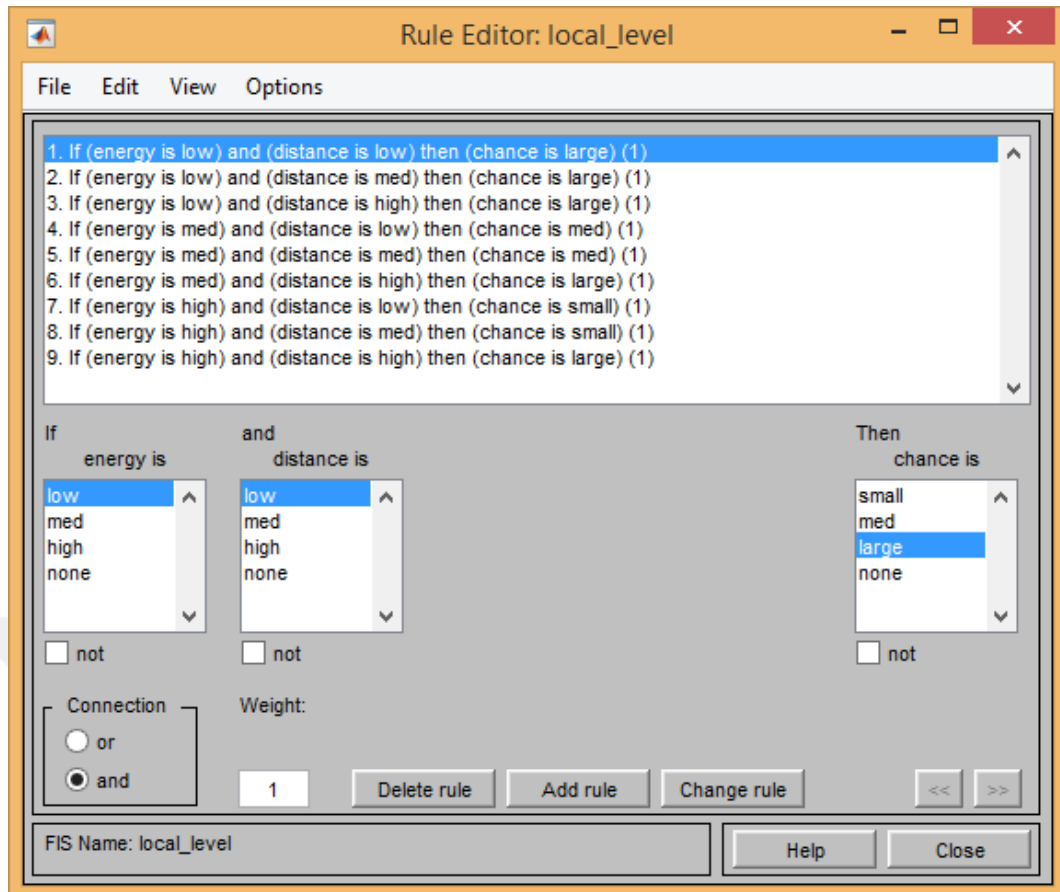 Rule Editor: local_level
File Edit View Options
1. If (energy is low) and (distance is low) then (chance is large) (1)
2. If (energy is low) and (distance is med) then (chance is large) (1)
3. If (energy is low) and (distance is high) then (chance is large) (1)
4. If (energy is med) and (distance is low) then (chance is med) (1)
5. If (energy is med) and (distance is med) then (chance is med) (1)
6. If (energy is med) and (distance is high) then (chance is large) (1)
7. If (energy is high) and (distance is low) then (chance is small) (1)
8. If (energy is high) and (distance is med) then (chance is small) (1)
9. If (energy is high) and (distance is high) then (chance is large) (1)
If and Then
energy is distance is chance is
low low small
med med med
high high large
none none none
not not not
Connection Weight:
or
and 1 Delete rule Add rule Change rule << >>
FIS Name: local_level Help Close